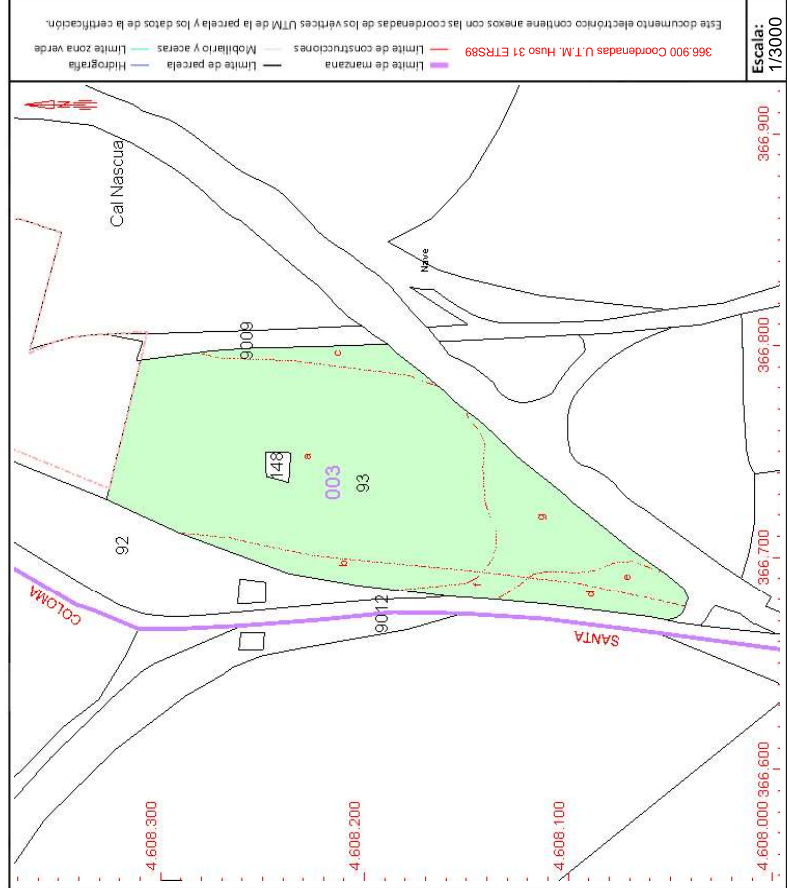 Cal Nascua
92
COLOMA
9009
Nave
c
148
a
003
93
b
9012
g
f
e
d
SANTA
4.608.300
4.608.200
4.608.100
4.608.000
366.600
366.700
366.800
366.900
Escala:
1/3000
366.900 Coordenadas U.T.M. Huso 31 ETRS89
Límite de manzana
Límite de parcela
Hidrografía
Límite de construcciones
Mobiliario y aceras
Límite zona verde
Este documento electrónico contiene anexos con las coordenadas de los vértices UTM de la parcela y los datos de la certificación.